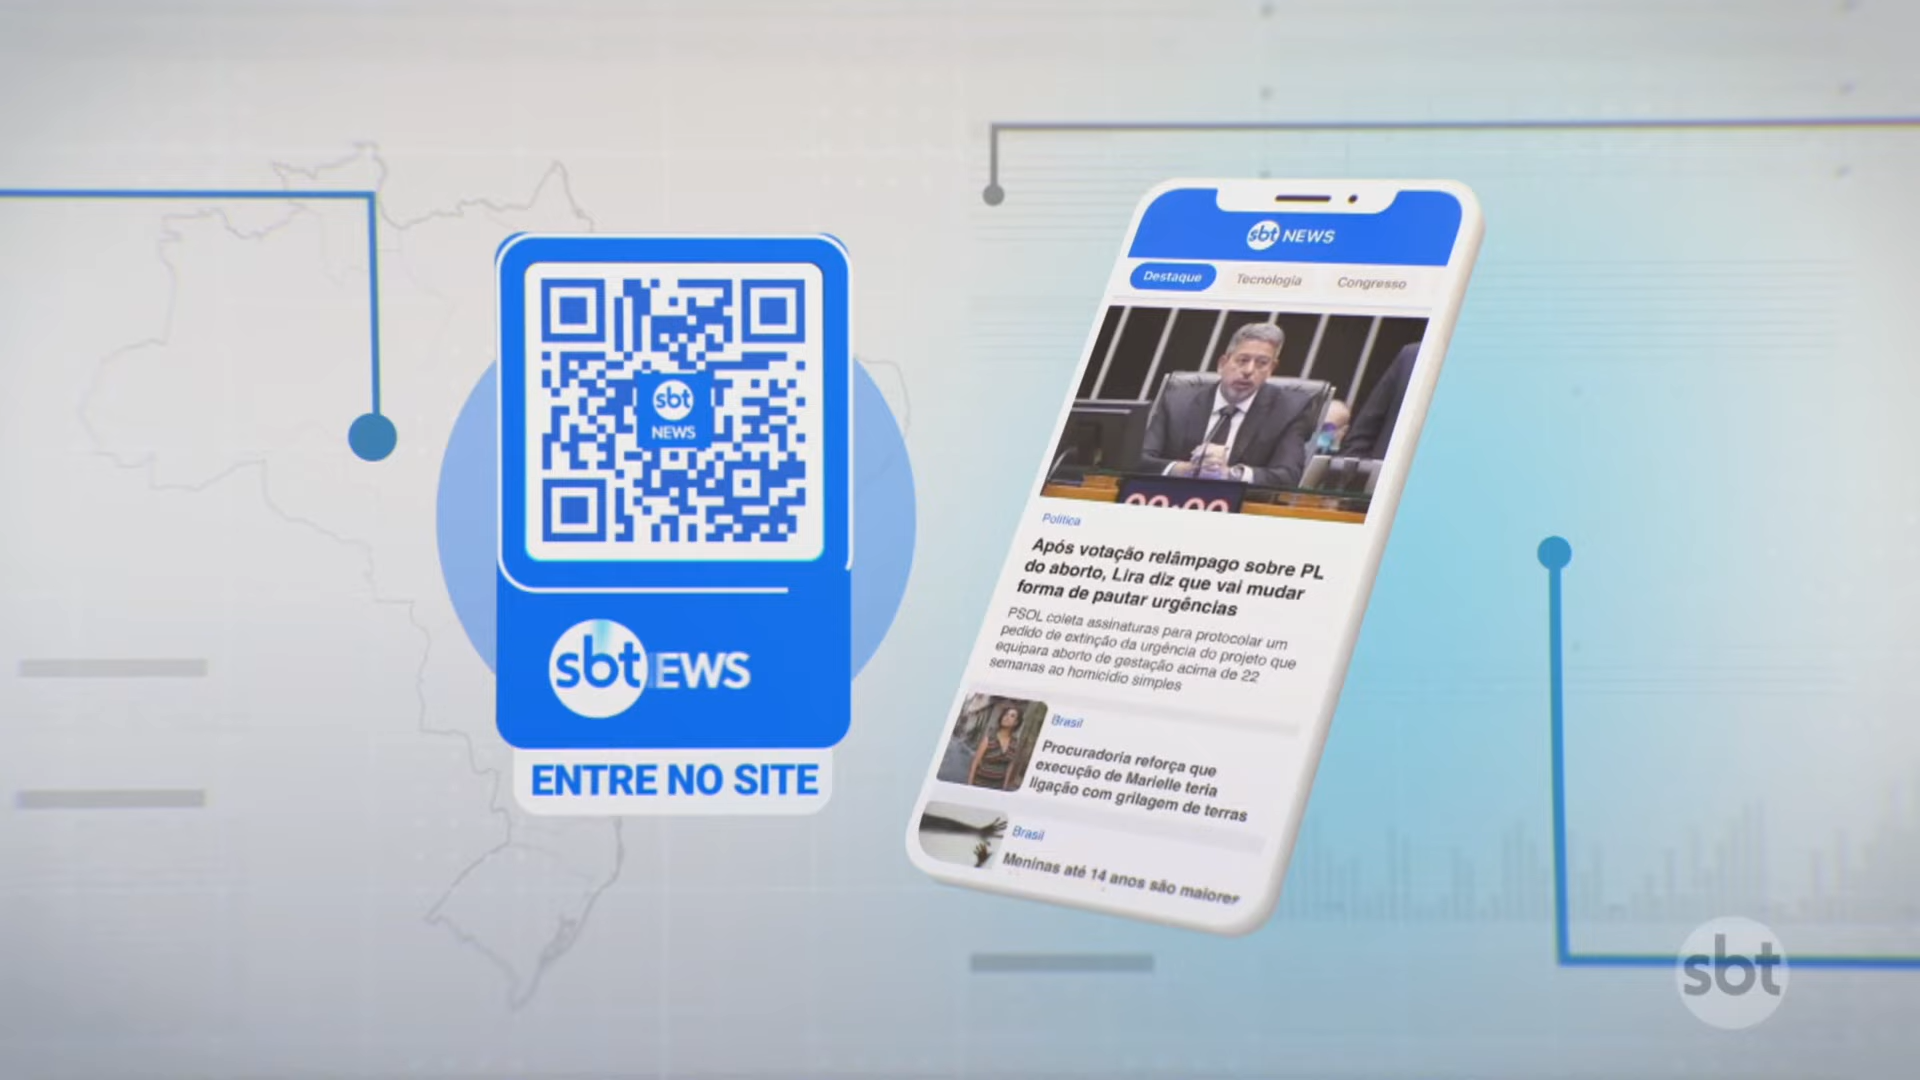 sbt
NEWS
sbt EWS
ENTRE NO SITE
sbt NEWS
Destaque Tecnologia Congresso
00:00
Política
Após votação relâmpago sobre PL
do aborto, Lira diz que vai mudar
forma de pautar urgências
PSOL coleta assinaturas para protocolar um
pedido de extinção da urgência do projeto que
equipara aborto de gestação acima de 22
semanas ao homicídio simples
Brasil
Procuradoria reforça que
execução de Marielle teria
ligação com grilagem de terras
Brasil
Meninas até 14 anos são maiores
sbt